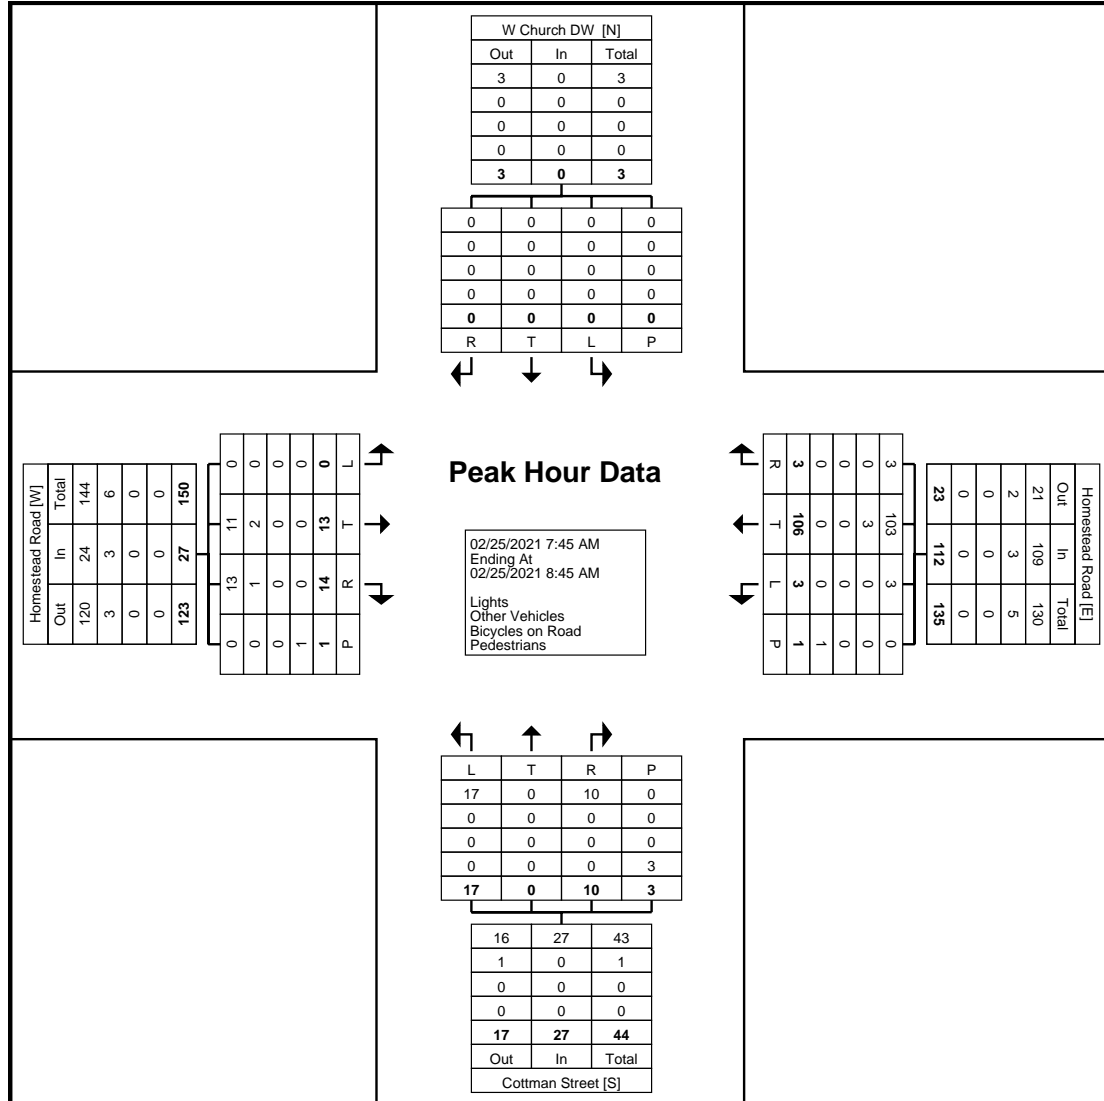 W Church DW [N]
Out In Total
3 0 3
0 0 0
0 0 0
0 0 0
3 0 3
0 0 0 0
0 0 0 0
0 0 0 0
0 0 0 0
0 0 0 0
R T L P
Homestead Road [W]
Total 144 6 0 0 150
In 24 3 0 0 27
Out 120 3 0 0 123
0 0 0 0 0 L
11 2 0 0 13 T
13 1 0 0 14 R
0 0 0 1 1 P
Peak Hour Data
02/25/2021 7:45 AM
Ending At
02/25/2021 8:45 AM
Lights
Other Vehicles
Bicycles on Road
Pedestrians
R 3 0 0 0 3
T 106 0 0 3 103
L 3 0 0 0 3
P 1 1 0 0 0
23 0 0 2 21 Out
112 0 0 3 109 In
135 0 0 5 130 Total
Homestead Road [E]
L T R P
17 0 10 0
0 0 0 0
0 0 0 0
0 0 0 3
17 0 10 3
16 27 43
1 0 1
0 0 0
0 0 0
17 27 44
Out In Total
Cottman Street [S]